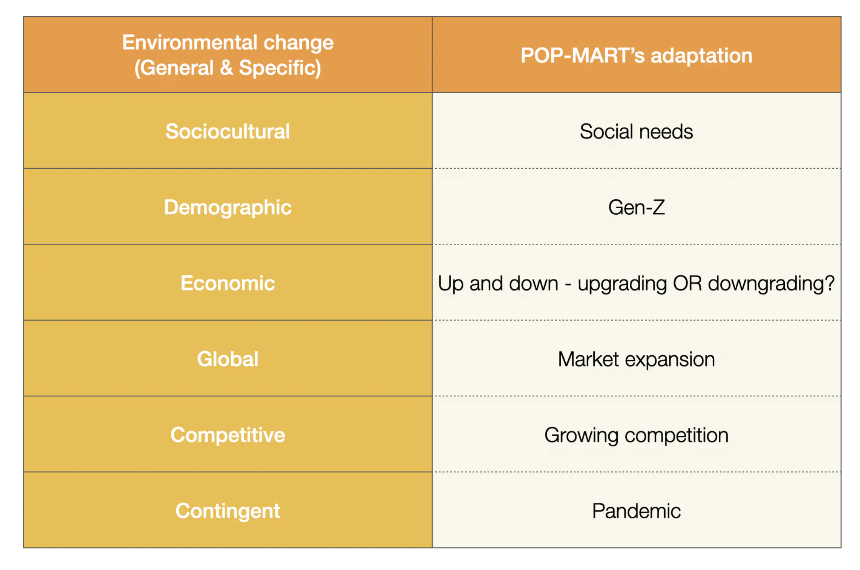 Environmental change
(General & Specific)
POP-MART’s adaptation
Sociocultural
Social needs
Demographic
Gen-Z
Economic
Up and down - upgrading OR downgrading?
Global
Market expansion
Competitive
Growing competition
Contingent
Pandemic